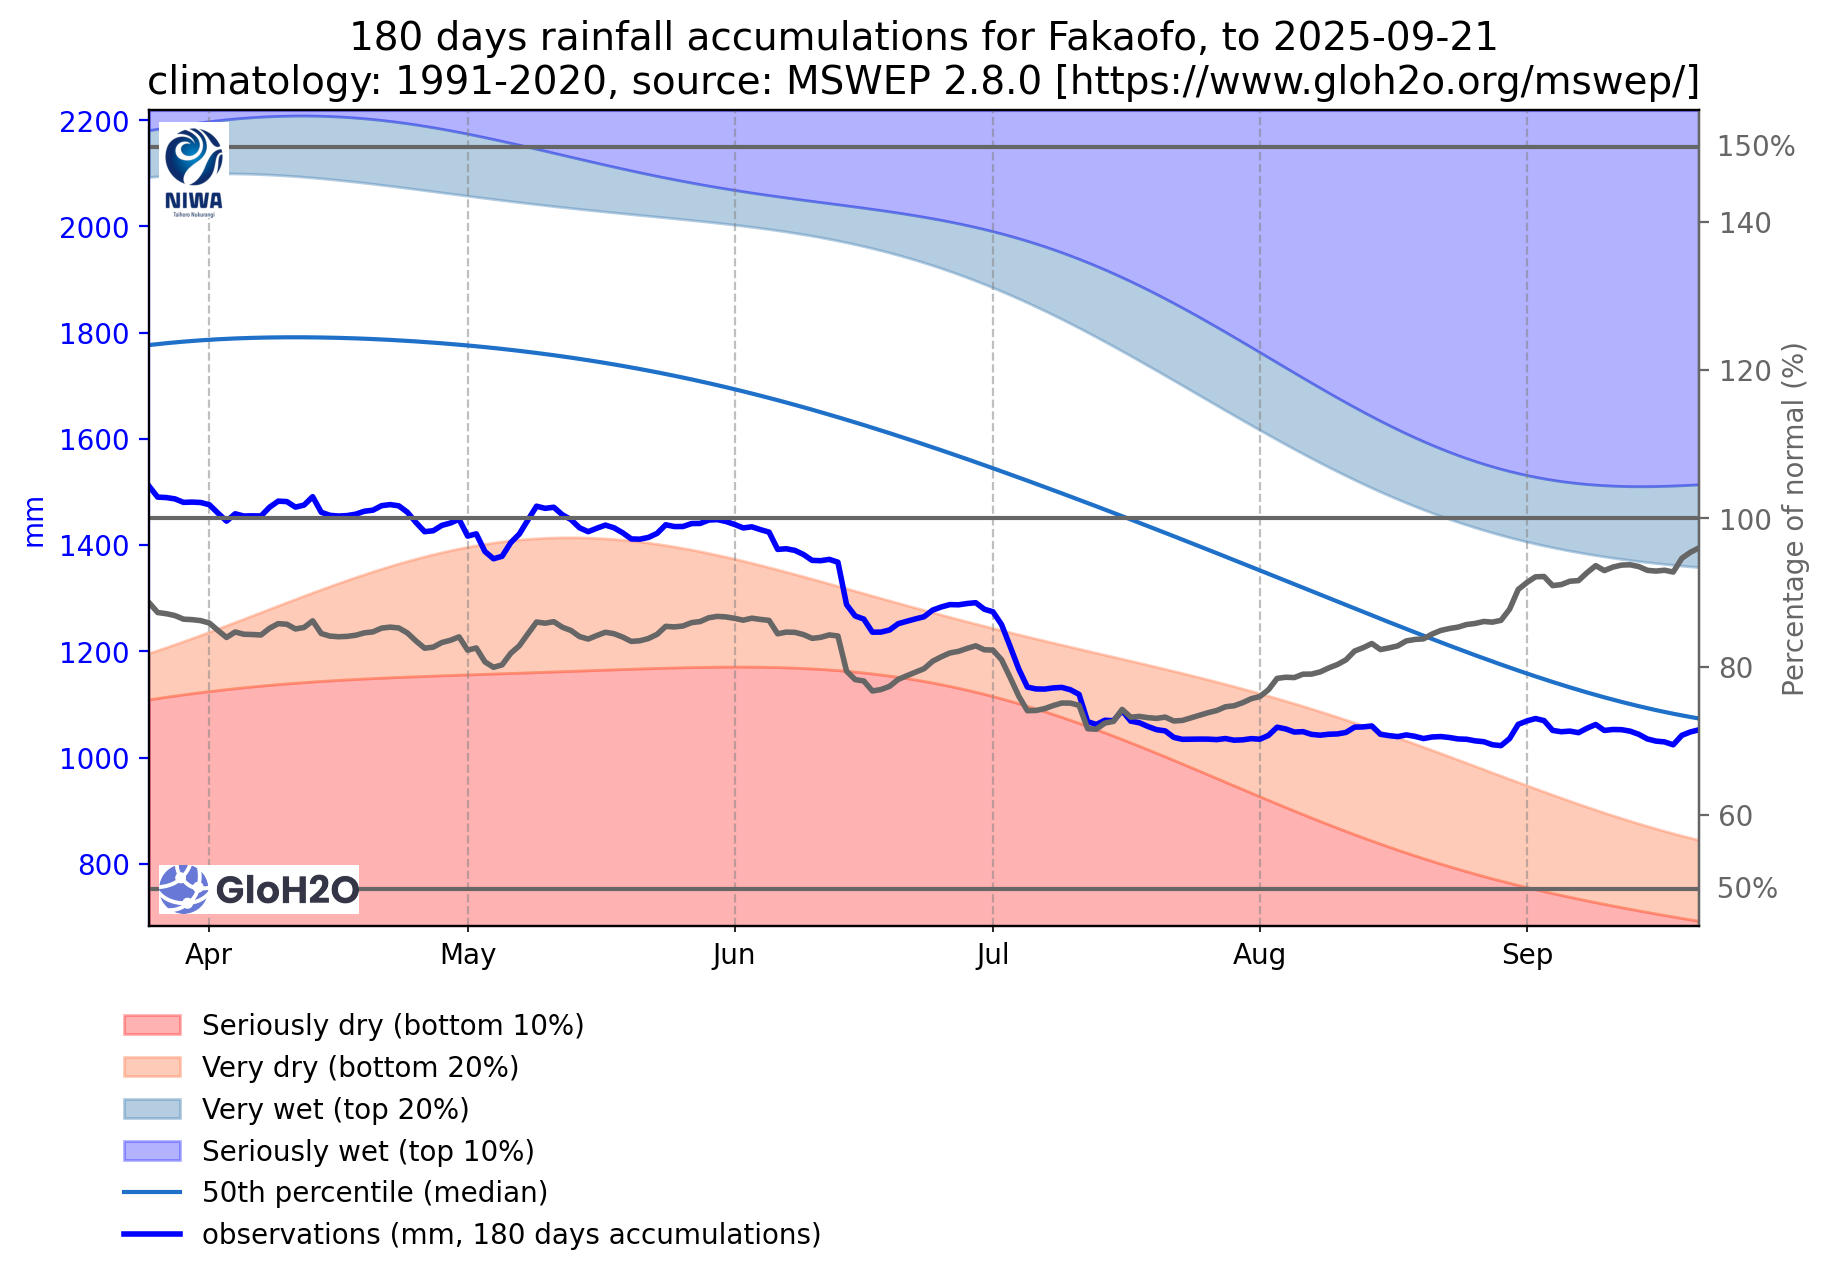 180 days rainfall accumulations for Fakaofo, to 2025-09-21
climatology: 1991-2020, source: MSWEP 2.8.0 [https://www.gloh2o.org/mswep/]
2200
2000
1800
1600
1400
1200
1000
800
mm
NIWA
Taihoro Nukurangi
GloH2O
150%
140
120
100
80
60
50%
Percentage of normal (%)
Apr
May
Jun
Jul
Aug
Sep
Seriously dry (bottom 10%)
Very dry (bottom 20%)
Very wet (top 20%)
Seriously wet (top 10%)
50th percentile (median)
observations (mm, 180 days accumulations)